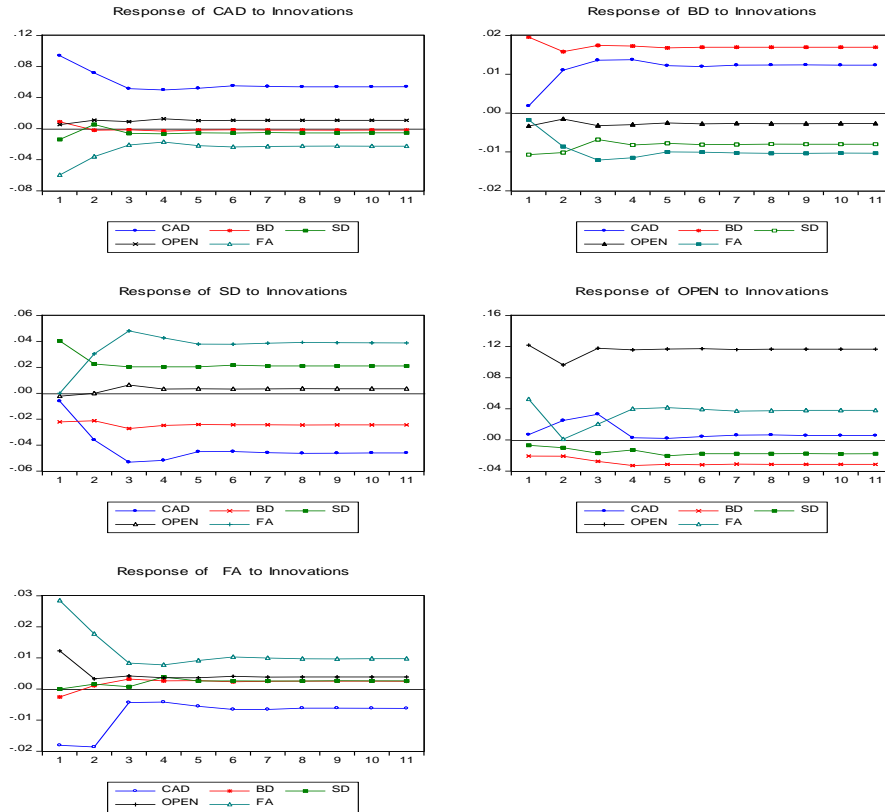 Response of CAD to Innovations
.12
.08
.04
.00
-.04
-.08
1 2 3 4 5 6 7 8 9 10 11
CAD BD SD
OPEN FA
Response of BD to Innovations
.02
.01
.00
-.01
-.02
1 2 3 4 5 6 7 8 9 10 11
CAD BD SD
OPEN FA
Response of SD to Innovations
.06
.04
.02
.00
-.02
-.04
-.06
1 2 3 4 5 6 7 8 9 10 11
CAD BD SD
OPEN FA
Response of OPEN to Innovations
.16
.12
.08
.04
.00
-.04
1 2 3 4 5 6 7 8 9 10 11
CAD BD SD
OPEN FA
Response of FA to Innovations
.03
.02
.01
.00
-.01
-.02
1 2 3 4 5 6 7 8 9 10 11
CAD BD SD
OPEN FA